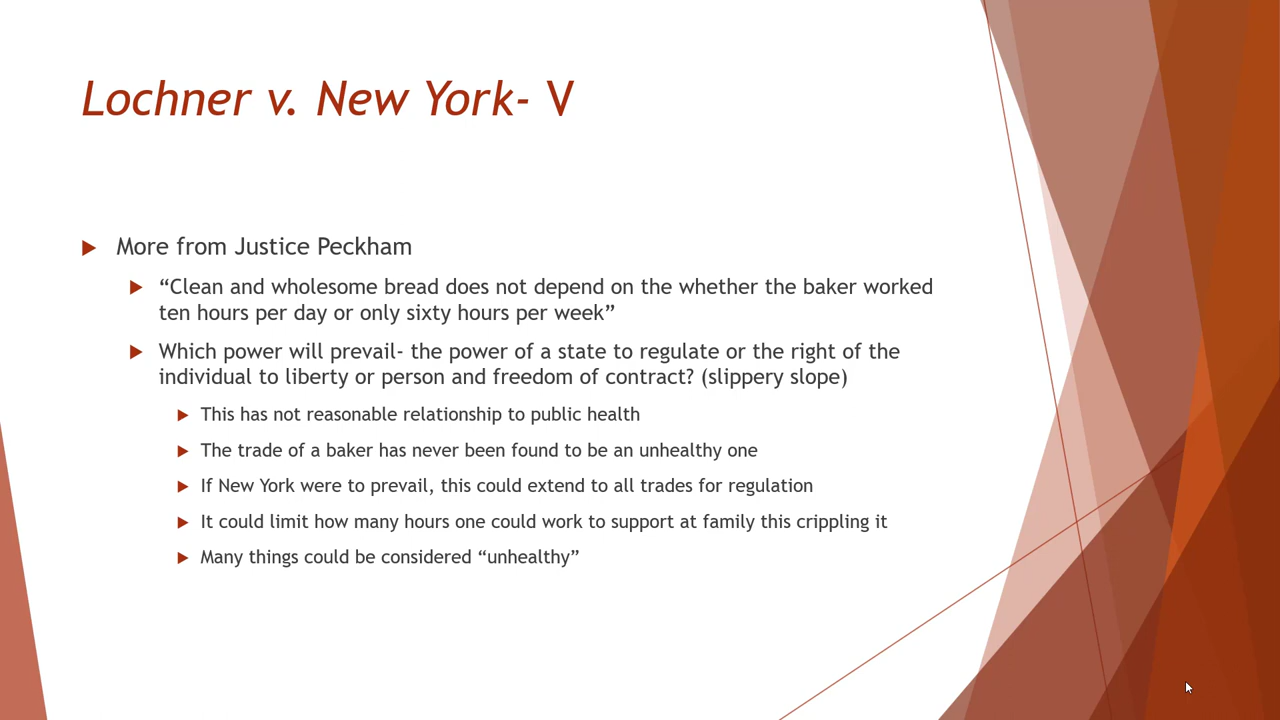 Lochner v. New York- V
More from Justice Peckham
“Clean and wholesome bread does not depend on the whether the baker worked
ten hours per day or only sixty hours per week”
Which power will prevail- the power of a state to regulate or the right of the
individual to liberty or person and freedom of contract? (slippery slope)
This has not reasonable relationship to public health
The trade of a baker has never been found to be an unhealthy one
If New York were to prevail, this could extend to all trades for regulation
It could limit how many hours one could work to support at family this crippling it
Many things could be considered “unhealthy”